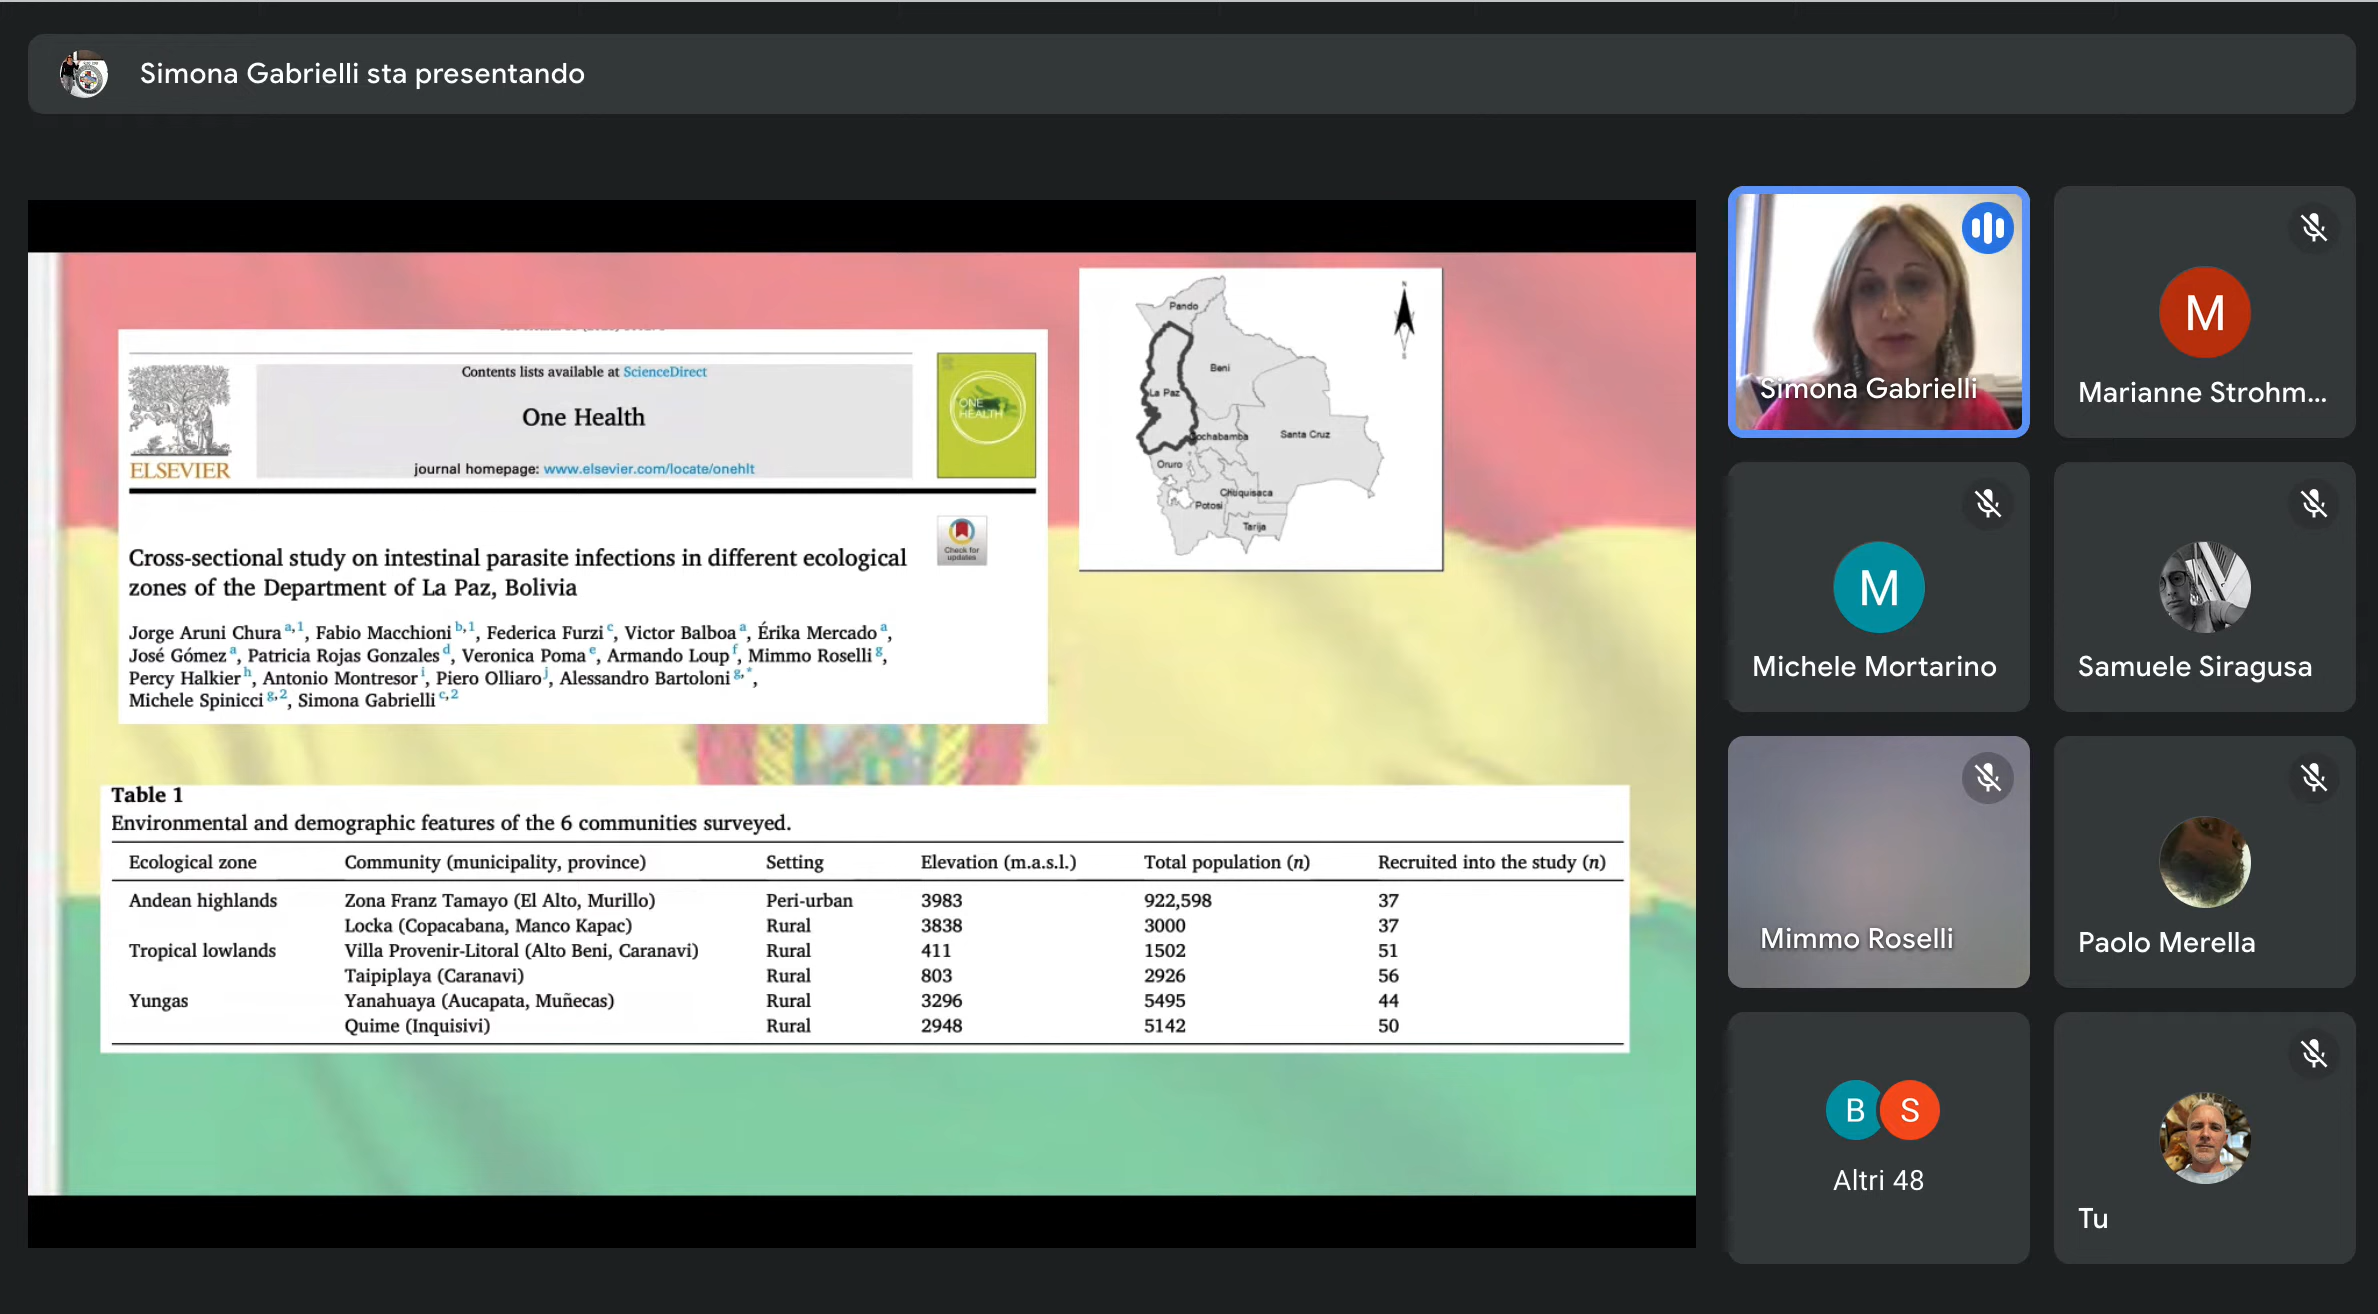 Simona Gabrielli sta presentando
Contents lists available at ScienceDirect
One Health
journal homepage: www.elsevier.com/locate/onehlt
ELSEVIER
ONE
HEALTH
Check for
updates
Cross-sectional study on intestinal parasite infections in different ecological
zones of the Department of La Paz, Bolivia
Jorge Aruni Chura a,1, Fabio Macchioni b,1, Federica Furzi c, Victor Balboa a, Érika Mercado a,
José Gómez a, Patricia Rojas Gonzales d, Veronica Poma e, Armando Loup f, Mimmo Roselli g,
Percy Halkier h, Antonio Montresor i, Piero Olliaro j, Alessandro Bartoloni g,*,
Michele Spinicci g,2, Simona Gabrielli c,2
N
Pando
Beni
La Paz
ochabamba
Santa Cruz
Oruro
Chuquisaca
Potosi
Tarija
S
Table 1
Environmental and demographic features of the 6 communities surveyed.
Ecological zone Community (municipality, province) Setting Elevation (m.a.s.l.) Total population (n) Recruited into the study (n)
Andean highlands Zona Franz Tamayo (El Alto, Murillo) Peri-urban 3983 922,598 37
Locka (Copacabana, Manco Kapac) Rural 3838 3000 37
Tropical lowlands Villa Provenir-Litoral (Alto Beni, Caranavi) Rural 411 1502 51
Taipiplaya (Caranavi) Rural 803 2926 56
Yungas Yanahuaya (Aucapata, Muñecas) Rural 3296 5495 44
Quime (Inquisivi) Rural 2948 5142 50
Simona Gabrielli
M
Marianne Strohm...
M
Michele Mortarino
Samuele Siragusa
Mimmo Roselli
Paolo Merella
B S
Altri 48
Tu